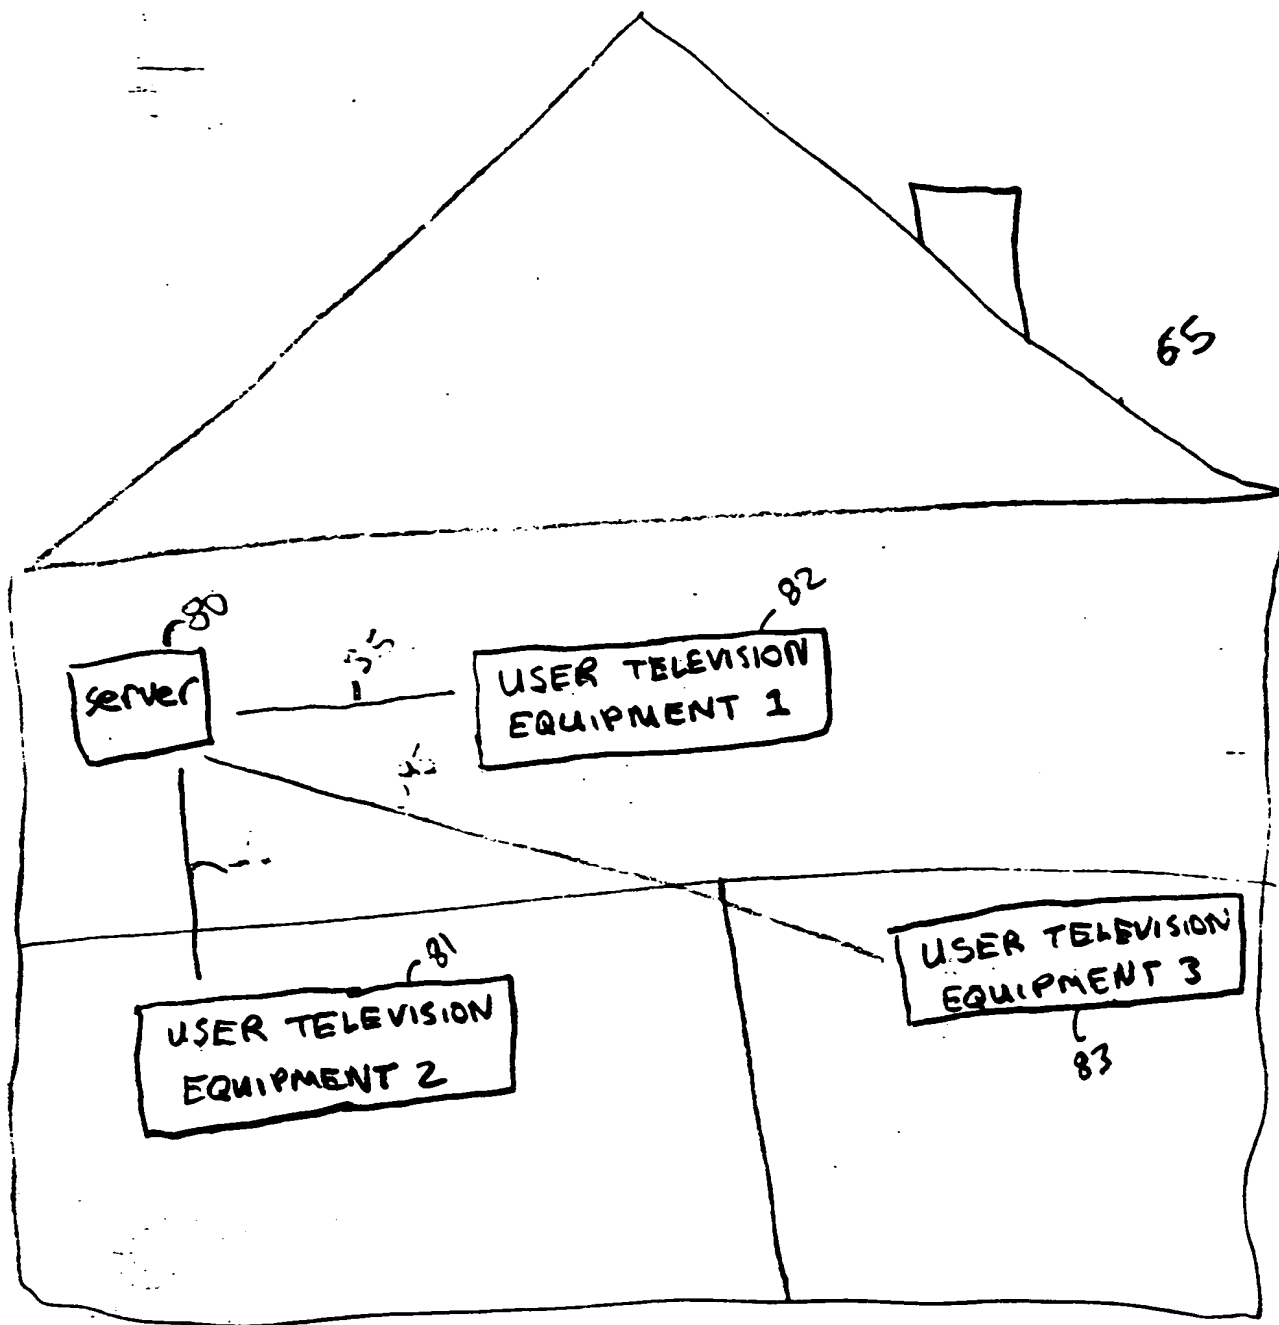 65
80
82
server
USER TELEVISION
EQUIPMENT 1
81
USER TELEVISION
EQUIPMENT 2
USER TELEVISION
EQUIPMENT 3
83